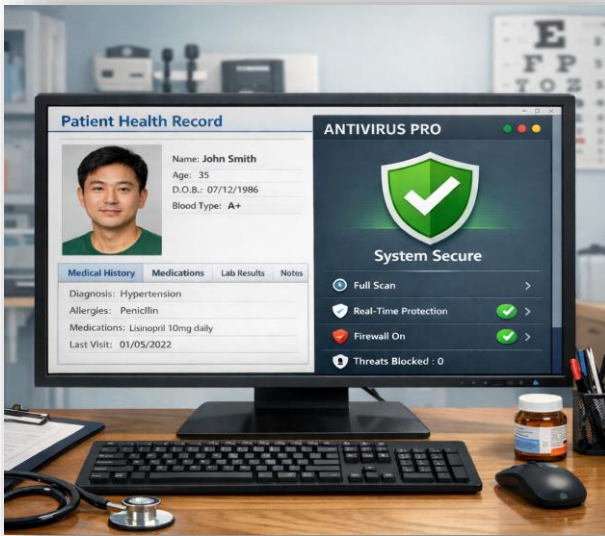 Patient Health Record
Name: John Smith
Age: 35
D.O.B.: 07/12/1986
Blood Type: A+
Medical History Medications Lab Results Notes
Diagnosis: Hypertension
Allergies: Penicllin
Medications: Lisinopril 10mg daily
Last Visit: 01/05/2022
ANTIVIRUS PRO
System Secure
Full Scan
Real-Time Protection
Firewall On
Threats Blocked : 0
E
F P
T O Z